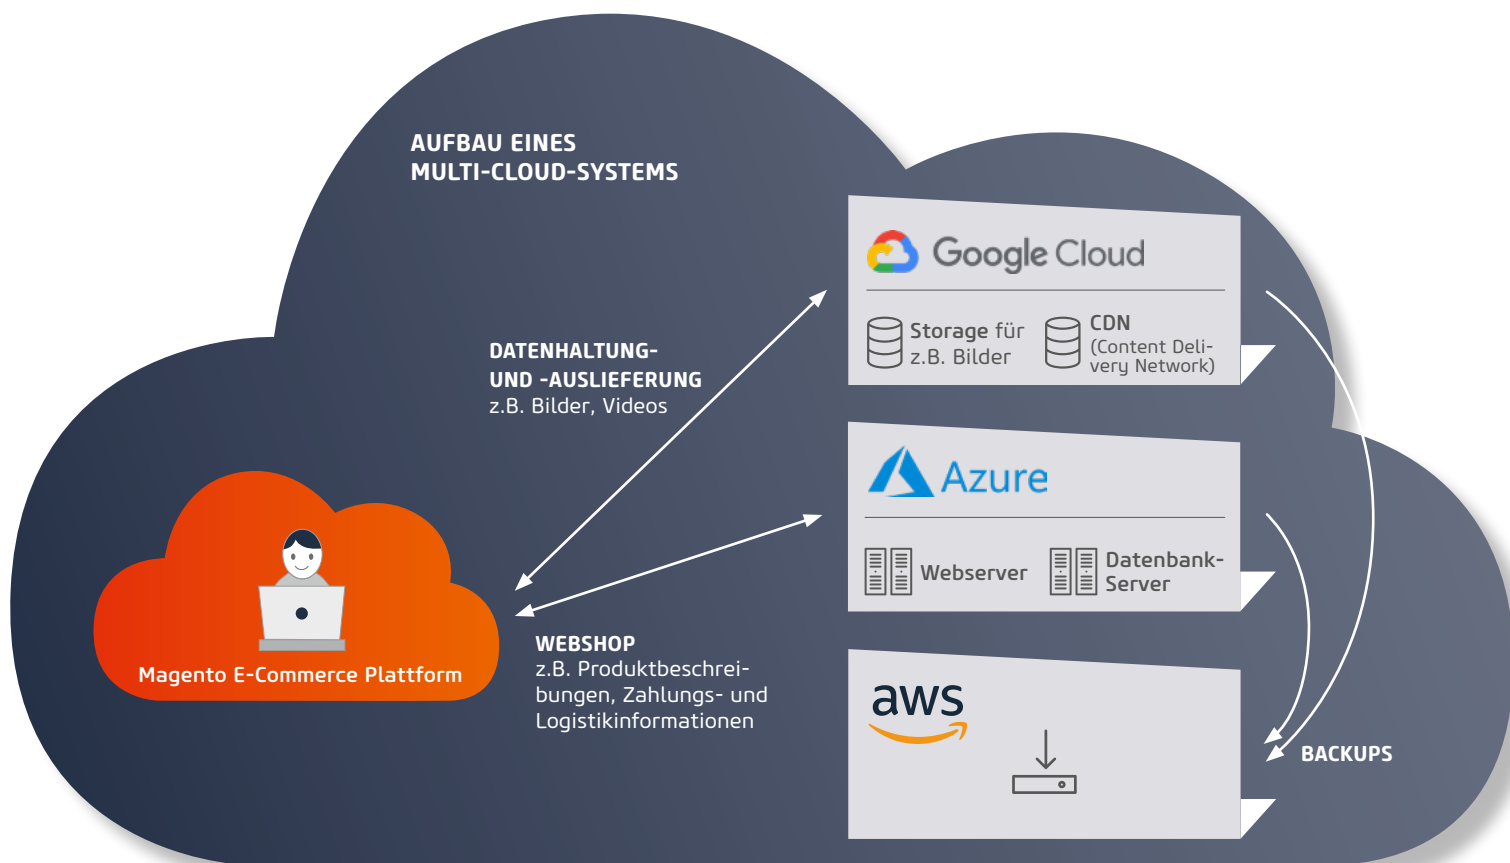 AUFBAU EINES
MULTI-CLOUD-SYSTEMS
Google Cloud
Storage für
z.B. Bilder
CDN
(Content Deli-
very Network)
DATENHALTUNG-
UND -AUSLIEFERUNG
z.B. Bilder, Videos
Azure
Webserver
Datenbank-
Server
Magento E-Commerce Plattform
WEBSHOP
z.B. Produktbeschrei-
bungen, Zahlungs- und
Logistikinformationen
aws
BACKUPS